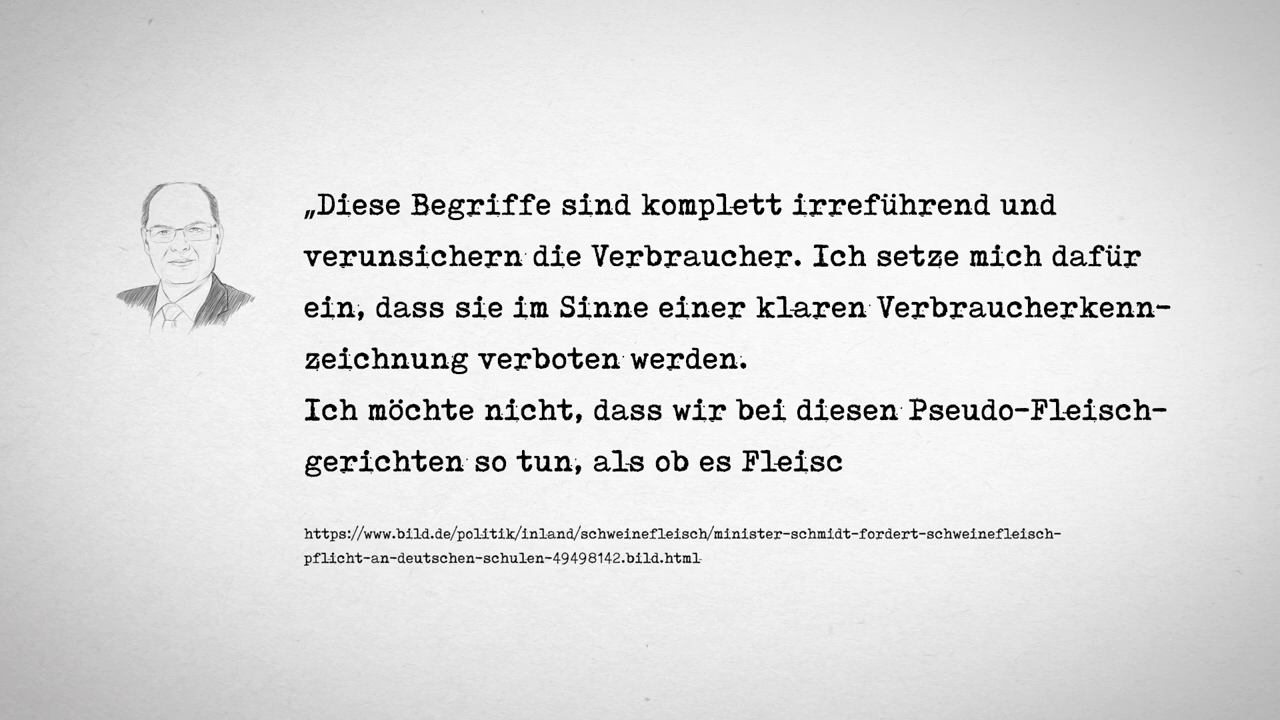 „Diese Begriffe sind komplett irreführend und
verunsichern die Verbraucher. Ich setze mich dafür
ein, dass sie im Sinne einer klaren Verbraucherkenn-
zeichnung verboten werden.
Ich möchte nicht, dass wir bei diesen Pseudo-Fleisch-
gerichten so tun, als ob es Fleisc
https://www.bild.de/politik/inland/schweinefleisch/minister-schmidt-fordert-schweinefleisch-
pflicht-an-deutschen-schulen-49498142.bild.html